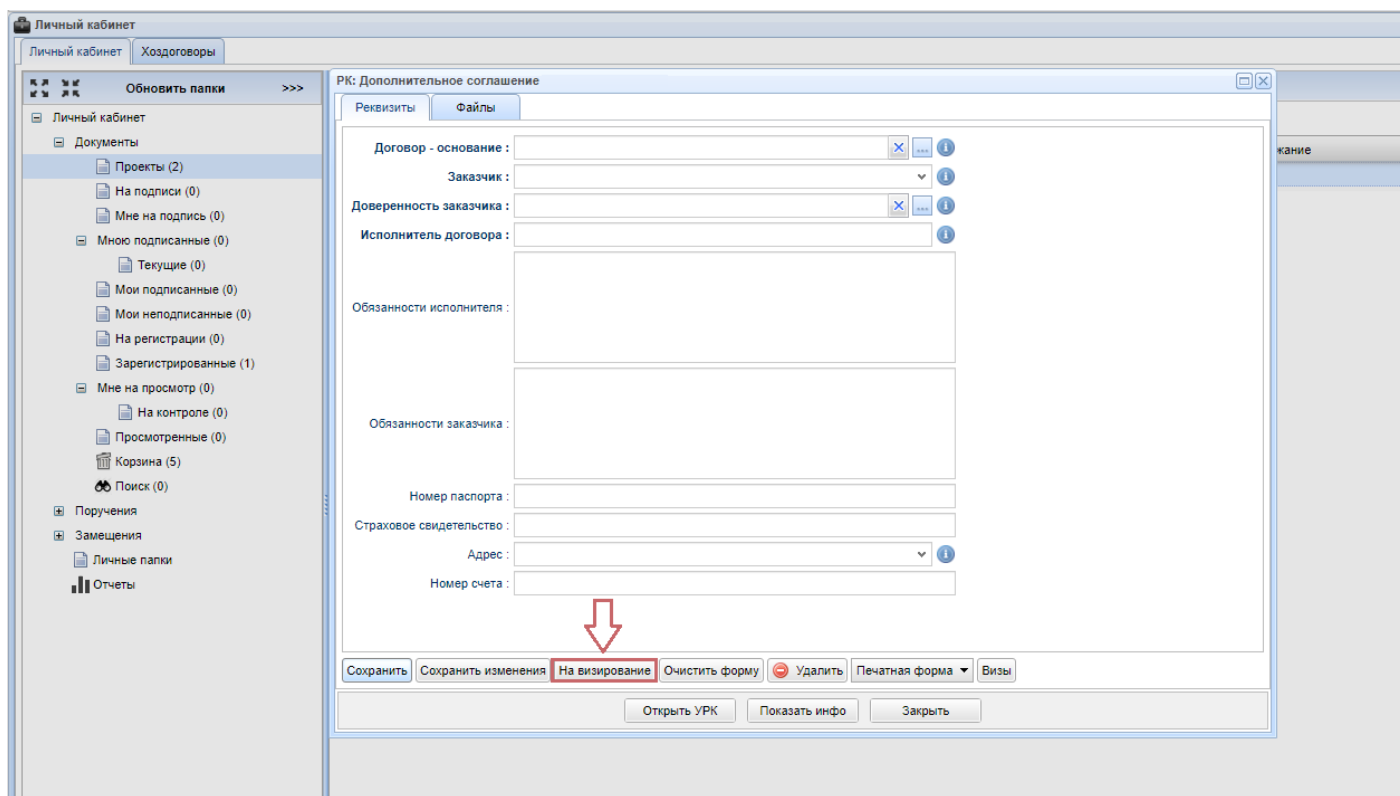 Личный кабинет
Личный кабинет Хоздоговоры
Обновить папки >>>
Личный кабинет
Документы
Проекты (2)
На подписи (0)
Мне на подпись (0)
Мною подписанные (0)
Текущие (0)
Мои подписанные (0)
Мои неподписанные (0)
На регистрации (0)
Зарегистрированные (1)
Мне на просмотр (0)
На контроле (0)
Просмотренные (0)
Корзина (5)
Поиск (0)
Поручения
Замещения
Личные папки
Отчеты
РК: Дополнительное соглашение
Реквизиты Файлы
Договор - основание :
Заказчик :
Доверенность заказчика :
Исполнитель договора :
Обязанности исполнителя :
Обязанности заказчика :
Номер паспорта :
Страховое свидетельство :
Адрес :
Номер счета :
Сохранить Сохранить изменения На визирование Очистить форму Удалить Печатная форма Визы
Открыть УРК Показать инфо Закрыть
жание